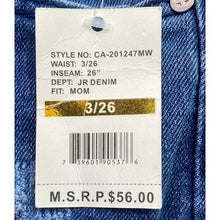 STYLE NO: CA-201247MW
WAIST: 3/26
INSEAM: 26"
DEPT: JR DENIM
FIT: MOM
3/26
7 39601 90537 6
M.S.R.P.$56.00